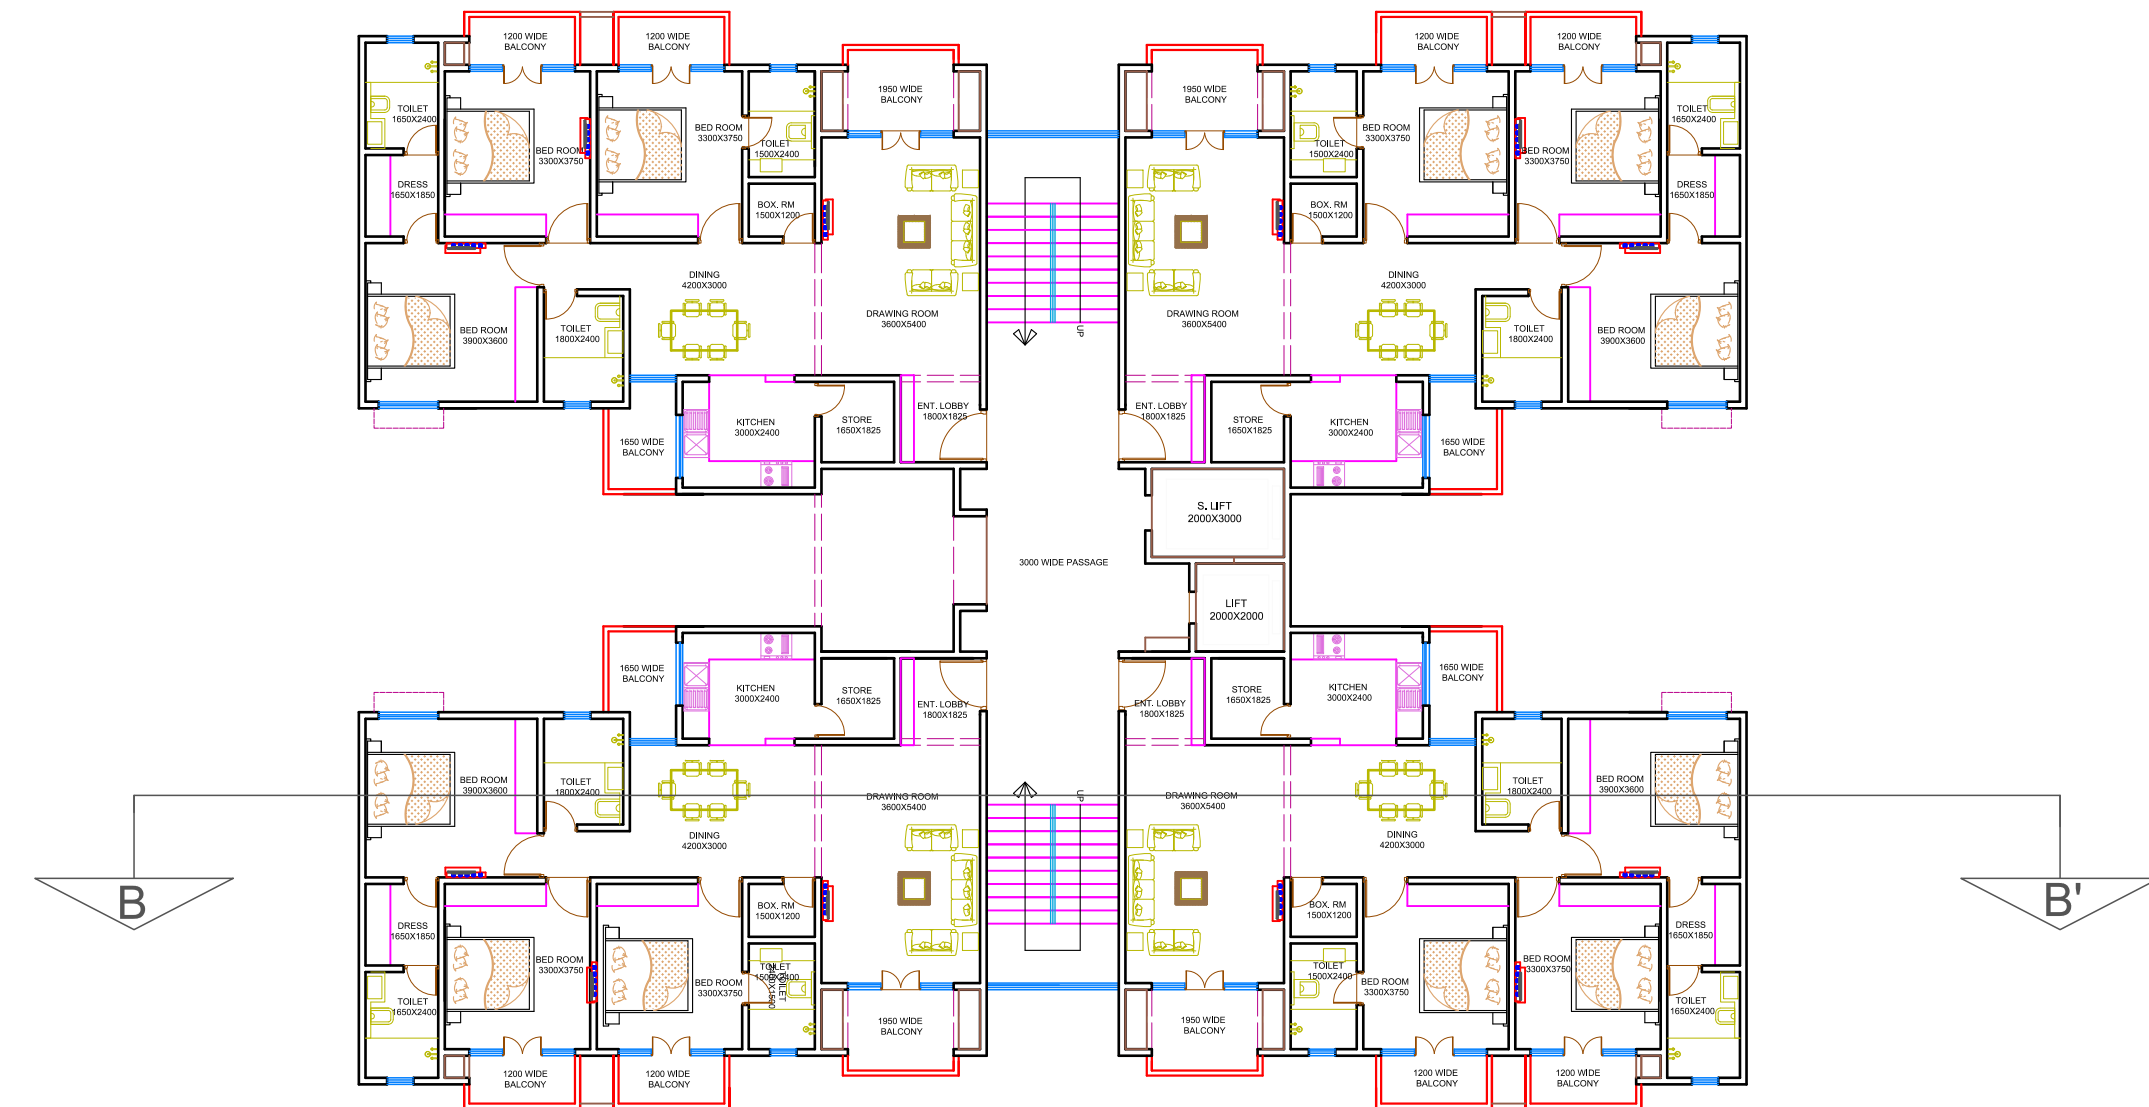 1200 WIDE
BALCONY
1200 WIDE
BALCONY
1200 WIDE
BALCONY
1200 WIDE
BALCONY
1950 WIDE
BALCONY
1950 WIDE
BALCONY
TOILET
1650X2400
BED ROOM
3300X3750
BED ROOM
3300X3750
TOILET
1500X2400
TOILET
1500X2400
BED ROOM
3300X3750
BED ROOM
3300X3750
TOILET
1650X2400
DRESS
1650X1850
BOX. RM
1500X1200
BOX. RM
1500X1200
DRESS
1650X1850
DINING
4200X3000
DINING
4200X3000
BED ROOM
3900X3600
TOILET
1800X2400
DRAWING ROOM
3600X5400
UP
DRAWING ROOM
3600X5400
TOILET
1800X2400
BED ROOM
3900X3600
1650 WIDE
BALCONY
KITCHEN
3000X2400
STORE
1650X1825
ENT. LOBBY
1800X1825
ENT. LOBBY
1800X1825
STORE
1650X1825
KITCHEN
3000X2400
1650 WIDE
BALCONY
S. LIFT
2000X3000
3000 WIDE PASSAGE
LIFT
2000X2000
1650 WIDE
BALCONY
KITCHEN
3000X2400
STORE
1650X1825
ENT. LOBBY
1800X1825
ENT. LOBBY
1800X1825
STORE
1650X1825
KITCHEN
3000X2400
1650 WIDE
BALCONY
BED ROOM
3900X3600
TOILET
1800X2400
DRAWING ROOM
3600X5400
UP
DRAWING ROOM
3600X5400
TOILET
1800X2400
BED ROOM
3900X3600
DINING
4200X3000
DINING
4200X3000
B
B'
DRESS
1650X1850
BOX. RM
1500X1200
BOX. RM
1500X1200
DRESS
1650X1850
TOILET
1650X2400
BED ROOM
3300X3750
BED ROOM
3300X3750
TOILET
1500X2400
TOILET
TOILET
1500X2400
BED ROOM
3300X3750
BED ROOM
3300X3750
TOILET
1650X2400
1950 WIDE
BALCONY
1950 WIDE
BALCONY
1200 WIDE
BALCONY
1200 WIDE
BALCONY
1200 WIDE
BALCONY
1200 WIDE
BALCONY